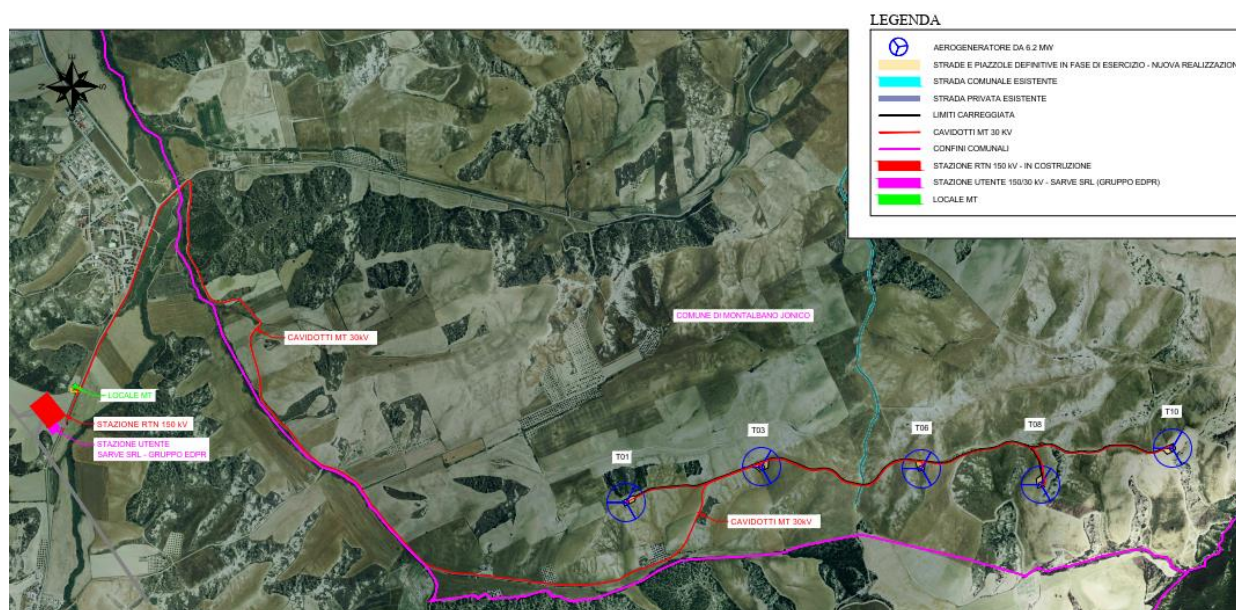 LEGENDA
AEROGENERATORE DA 6.2 MW
STRADE E PIAZZOLE DEFINITIVE IN FASE DI ESERCIZIO - NUOVA REALIZZAZION
STRADA COMUNALE ESISTENTE
STRADA PRIVATA ESISTENTE
LIMITI CARREGGIATA
CAVIDOTTI MT 30 KV
CONFINI COMUNALI
STAZIONE RTN 150 kV - IN COSTRUZIONE
STAZIONE UTENTE 150/30 kV - SARVE SRL (GRUPPO EDPR)
LOCALE MT
E
N
S
COMUNE DI MONTALBANO JONICO
CAVIDOTTI MT 30kV
LOCALE MT
STAZIONE RTN 150 kV
STAZIONE UTENTE
SARVE SRL - GRUPPO EDPR
T01
T03
T06
T08
T10
CAVIDOTTI MT 30kV